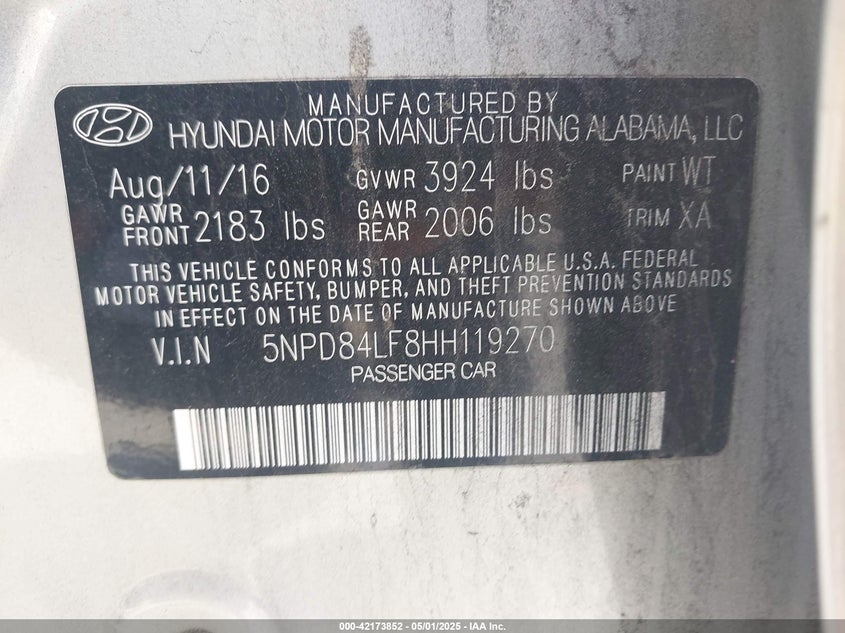 MANUFACTURED BY
HYUNDAI MOTOR MANUFACTURING ALABAMA, LLC
Aug/11/16 GVWR 3924 lbs PAINT WT
GAWR FRONT 2183 lbs GAWR REAR 2006 lbs TRIM XA
THIS VEHICLE CONFORMS TO ALL APPLICABLE U.S.A. FEDERAL
MOTOR VEHICLE SAFETY, BUMPER, AND THEFT PREVENTION STANDARDS
IN EFFECT ON THE DATE OF MANUFACTURE SHOWN ABOVE
V.I.N 5NPD84LF8HH119270
PASSENGER CAR
000-42173852 - 05/01/2025 - IAA Inc.